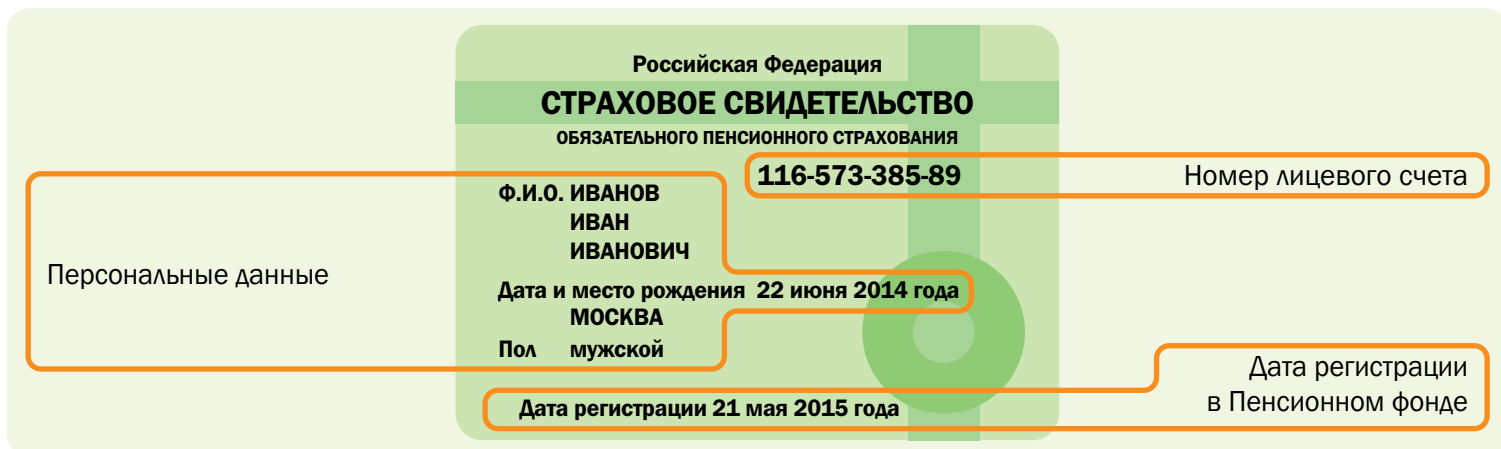 Российская Федерация
СТРАХОВОЕ СВИДЕТЕЛЬСТВО
ОБЯЗАТЕЛЬНОГО ПЕНСИОННОГО СТРАХОВАНИЯ
116-573-385-89
Номер лицевого счета
Ф.И.О. ИВАНОВ
ИВАН
ИВАНОВИЧ
Персональные данные
Дата и место рождения 22 июня 2014 года
МОСКВА
Пол мужской
Дата регистрации
в Пенсионном фонде
Дата регистрации 21 мая 2015 года